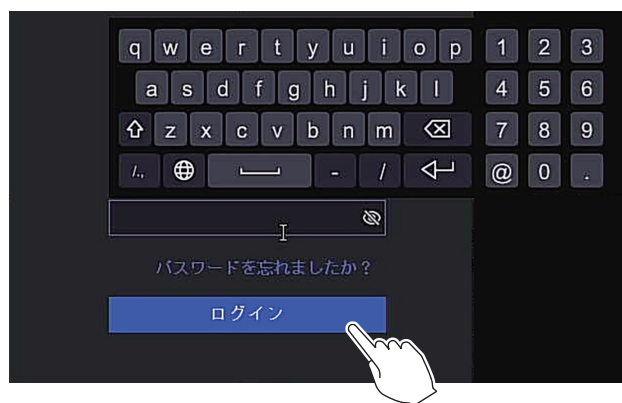 q w e r t y u i o p 1 2 3
a s d f g h j k l 4 5 6
z x c v b n m 7 8 9
/., - / @ 0 .
パスワードを忘れましたか？
ログイン